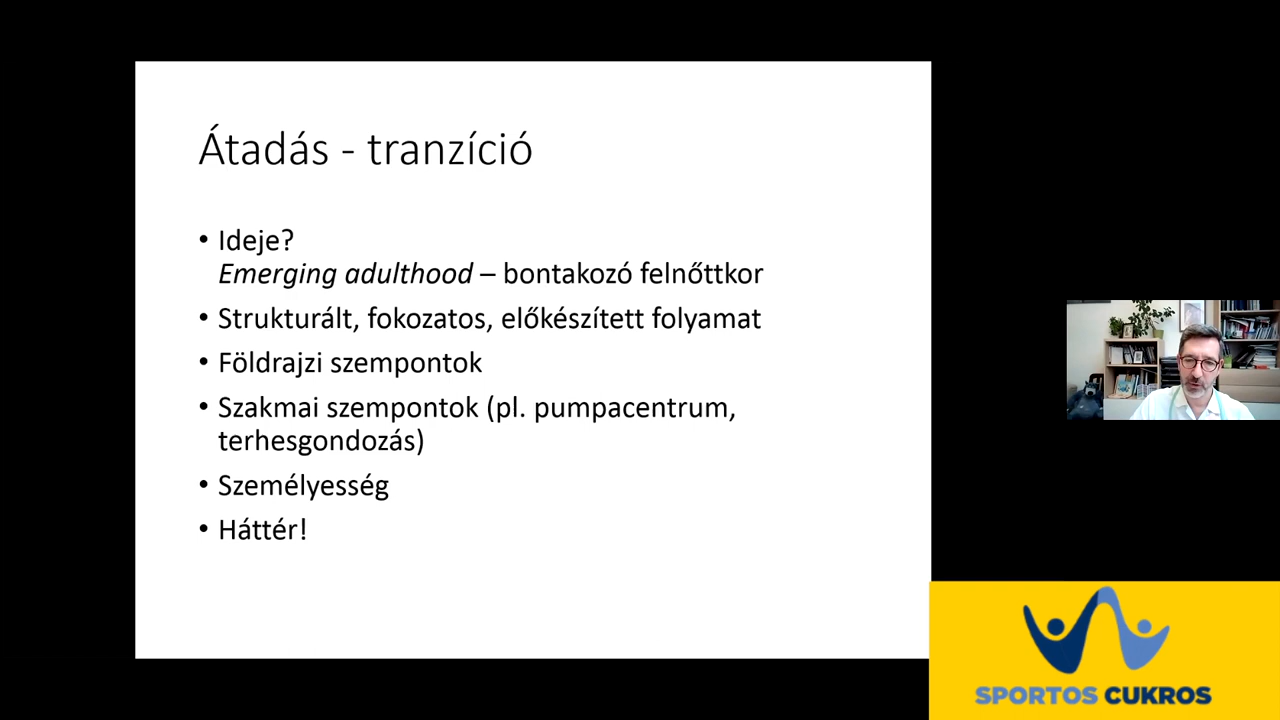 Átadás - tranzíció
• Ideje?
Emerging adulthood – bontakozó felnőttkor
• Strukturált, fokozatos, előkészített folyamat
• Földrajzi szempontok
• Szakmai szempontok (pl. pumpacentrum,
terhesgondozás)
• Személyesség
• Háttér!
SPORTOS CUKROS